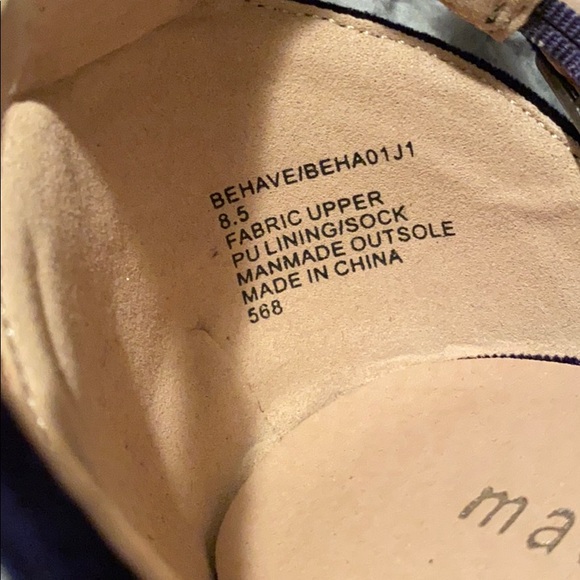 BEHAVE/BEHA01J1
8.5
FABRIC UPPER
PU LINING/SOCK
MANMADE OUTSOLE
MADE IN CHINA
568
ma